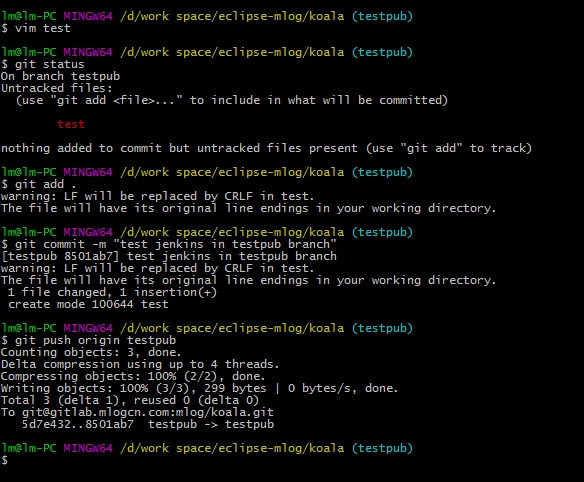 lm@lm-PC MINGW64 /d/work space/eclipse-mlog/koala (testpub)
$ vim test
lm@lm-PC MINGW64 /d/work space/eclipse-mlog/koala (testpub)
$ git status
On branch testpub
Untracked files:
  (use "git add <file>..." to include in what will be committed)
        test
nothing added to commit but untracked files present (use "git add" to track)
lm@lm-PC MINGW64 /d/work space/eclipse-mlog/koala (testpub)
$ git add .
warning: LF will be replaced by CRLF in test.
The file will have its original line endings in your working directory.
lm@lm-PC MINGW64 /d/work space/eclipse-mlog/koala (testpub)
$ git commit -m "test jenkins in testpub branch"
[testpub 8501ab7] test jenkins in testpub branch
warning: LF will be replaced by CRLF in test.
The file will have its original line endings in your working directory.
 1 file changed, 1 insertion(+)
 create mode 100644 test
lm@lm-PC MINGW64 /d/work space/eclipse-mlog/koala (testpub)
$ git push origin testpub
Counting objects: 3, done.
Delta compression using up to 4 threads.
Compressing objects: 100% (2/2), done.
Writing objects: 100% (3/3), 299 bytes | 0 bytes/s, done.
Total 3 (delta 1), reused 0 (delta 0)
To git@gitlab.mlogcn.com:mlog/koala.git
   5d7e432..8501ab7  testpub -> testpub
lm@lm-PC MINGW64 /d/work space/eclipse-mlog/koala (testpub)
$